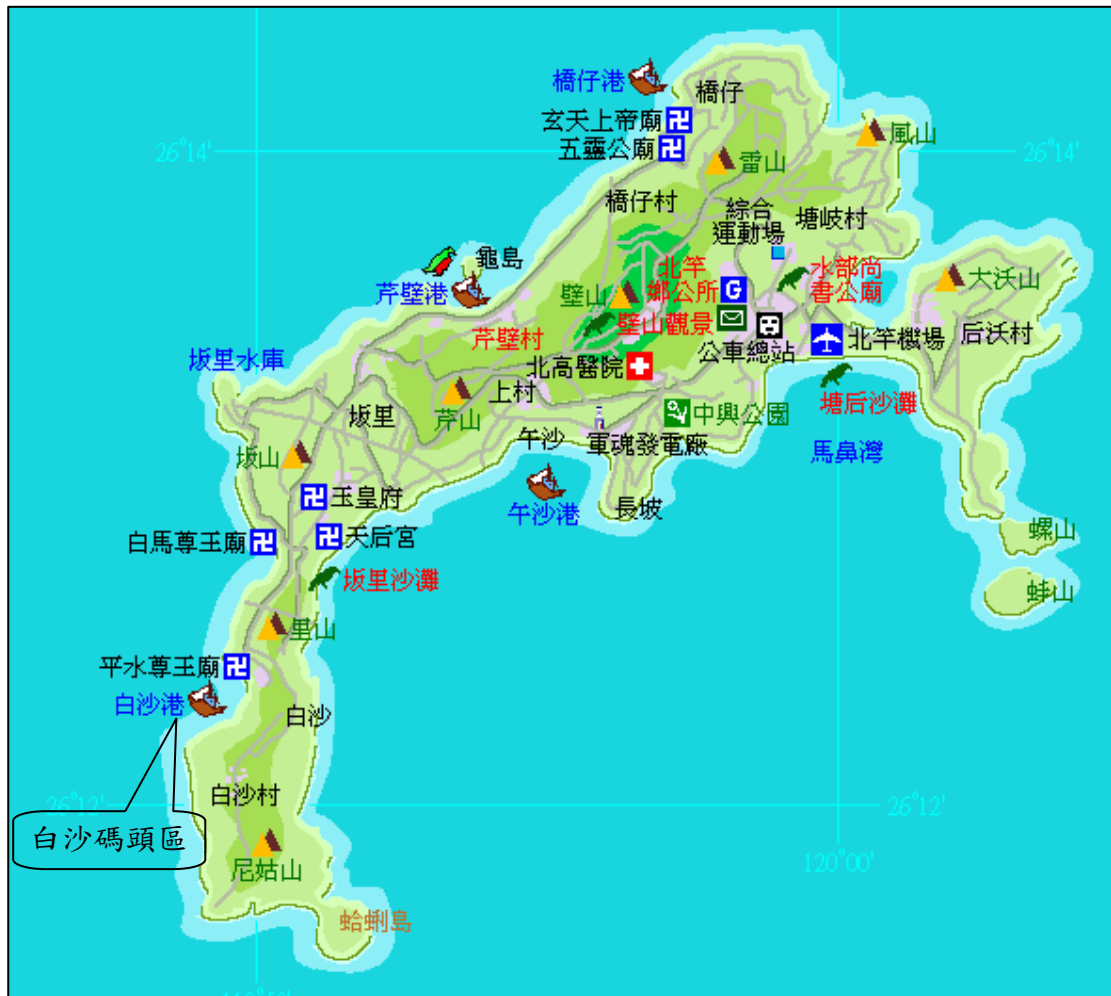 橋仔港
橋仔
玄天上帝廟
五靈公廟
26°14'
風山
26°14'
雷山
橋仔村
綜合
運動場
塘岐村
龜島
芹壁港
北竿
鄉公所
水部尚
書公廟
壁山
大沃山
壁山觀景
芹壁村
公車總站
北竿機場
后沃村
坂里水庫
北高醫院
上村
芹山
坂里
中興公園
塘后沙灘
午沙
軍魂發電廠
馬鼻灣
坂山
玉皇府
午沙港
長坡
白馬尊王廟
天后宮
螺山
坂里沙灘
蚌山
里山
平水尊王廟
白沙港
白沙
白沙村
26°12'
26°12'
白沙碼頭區
120°00'
尼姑山
蛤蜊島